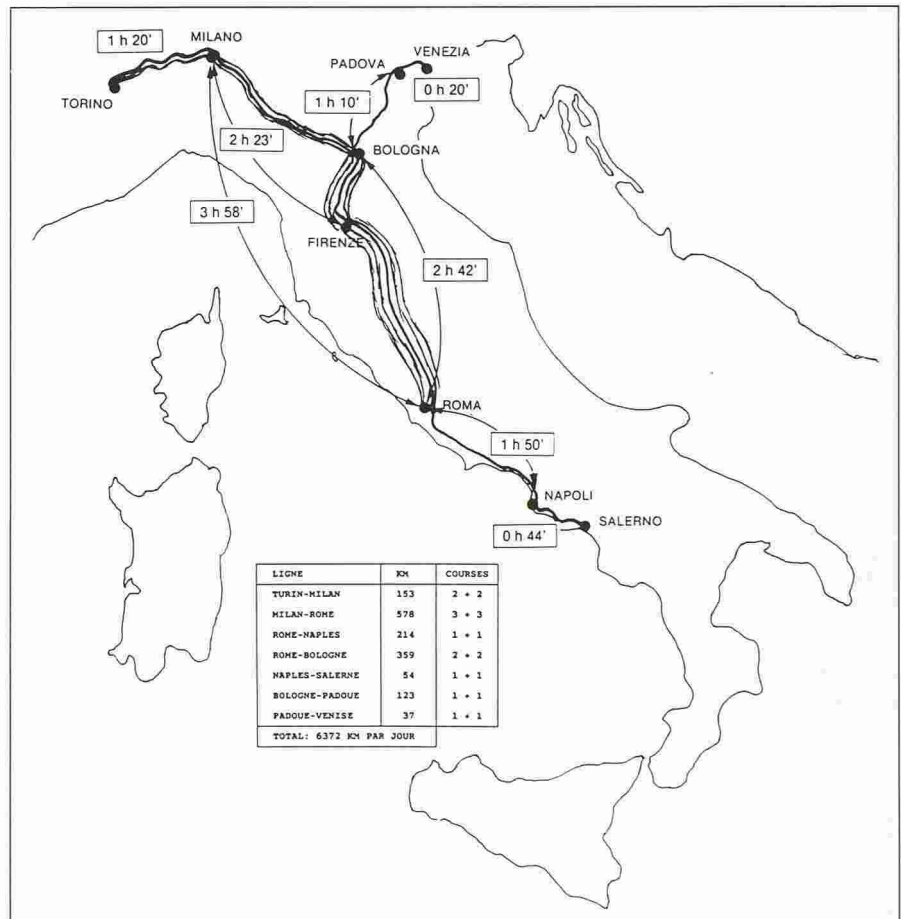 1 h 20'
MILANO
TORINO
PADOVA
VENEZIA
0 h 20'
1 h 10'
2 h 23'
BOLOGNA
3 h 58'
FIRENZE
2 h 42'
ROMA
1 h 50'
NAPOLI
SALERNO
0 h 44'
LIGNE KM COURSES
TURIN-MILAN 153 2 + 2
MILAN-ROME 578 3 + 3
ROME-NAPLES 214 1 + 1
ROME-BOLOGNE 359 2 + 2
NAPLES-SALERNE 54 1 + 1
BOLOGNE-PADOUE 123 1 + 1
PADOUE-VENISE 37 1 + 1
TOTAL: 6372 KM PAR JOUR